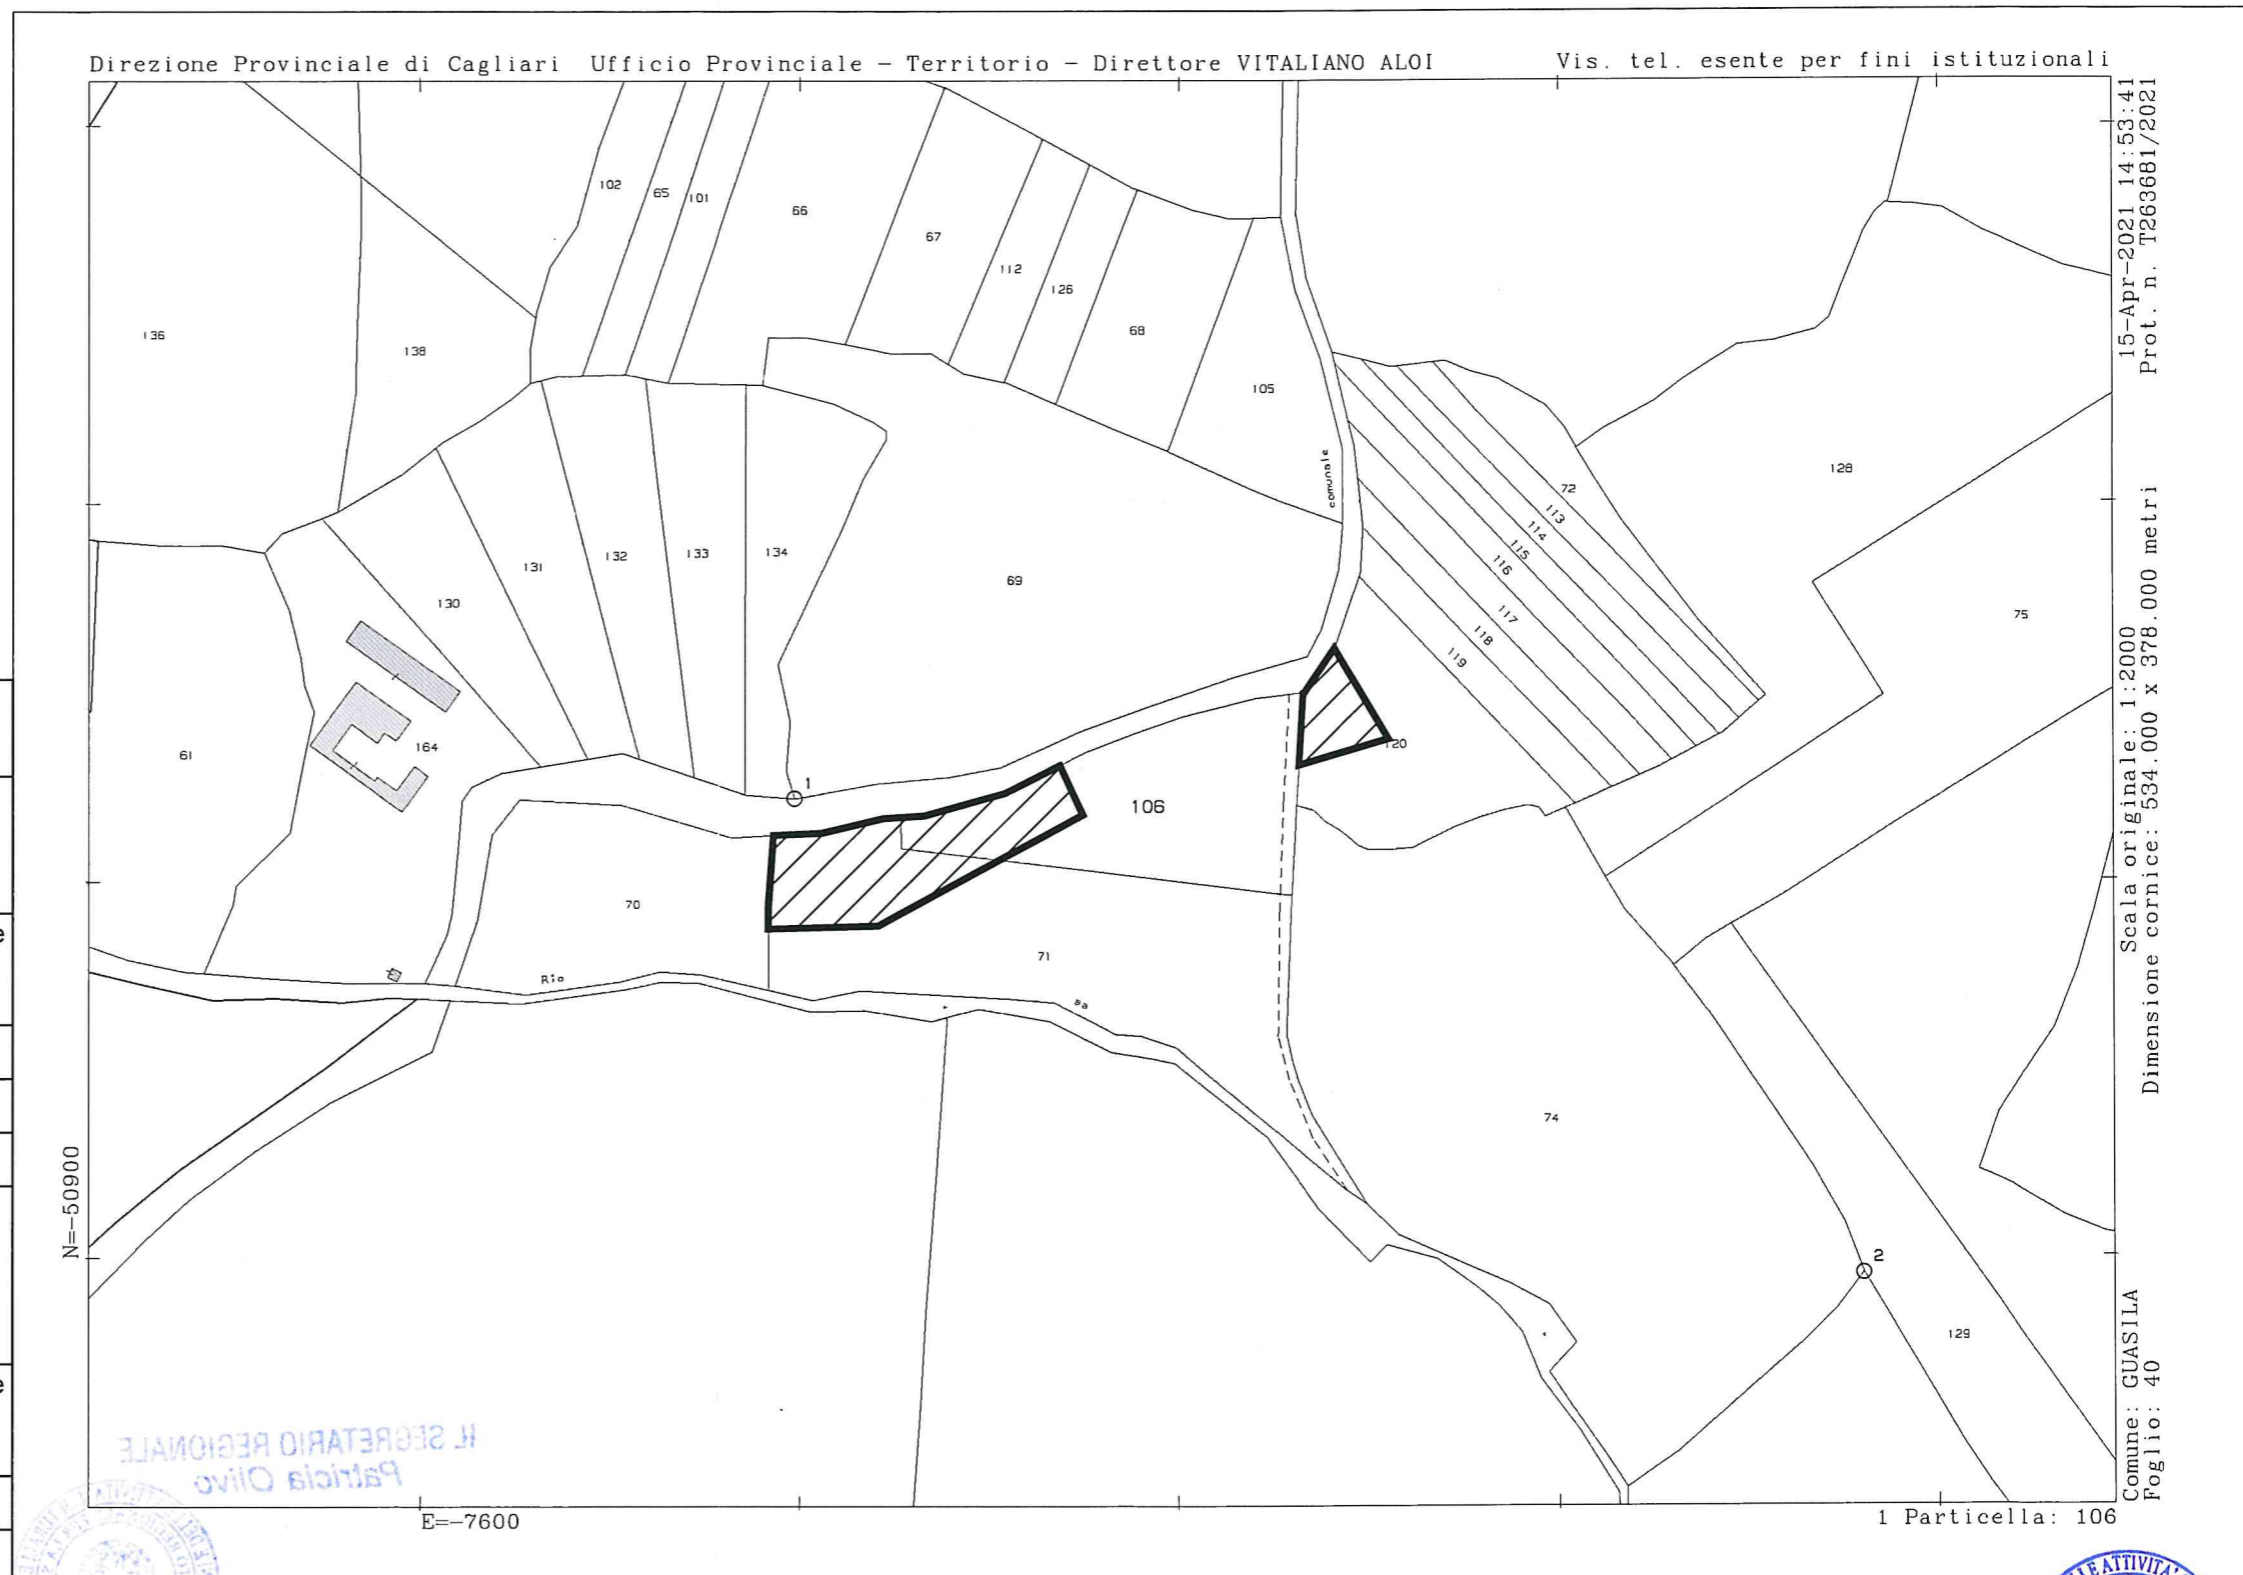 Direzione Provinciale di Cagliari Ufficio Provinciale - Territorio - Direttore VITALIANO ALOI
Vis. tel. esente per fini istituzionali
15-Apr-2021 14:53:41
Prot. n. T263681/2021
Scala originale: 1:2000
Dimensione cornice: 534.000 x 378.000 metri
Comune: GUASILA
Foglio: 40
102
65
101
66
67
112
126
68
105
136
138
comunale
72
113
114
115
116
117
118
119
128
75
130
131
132
133
134
69
61
164
1
106
120
70
71
Rio
sa
74
2
129
N=-50900
E=-7600
1 Particella: 106
IL SEGRETARIO REGIONALE
Patricia Olivo
E ATTIVITA'